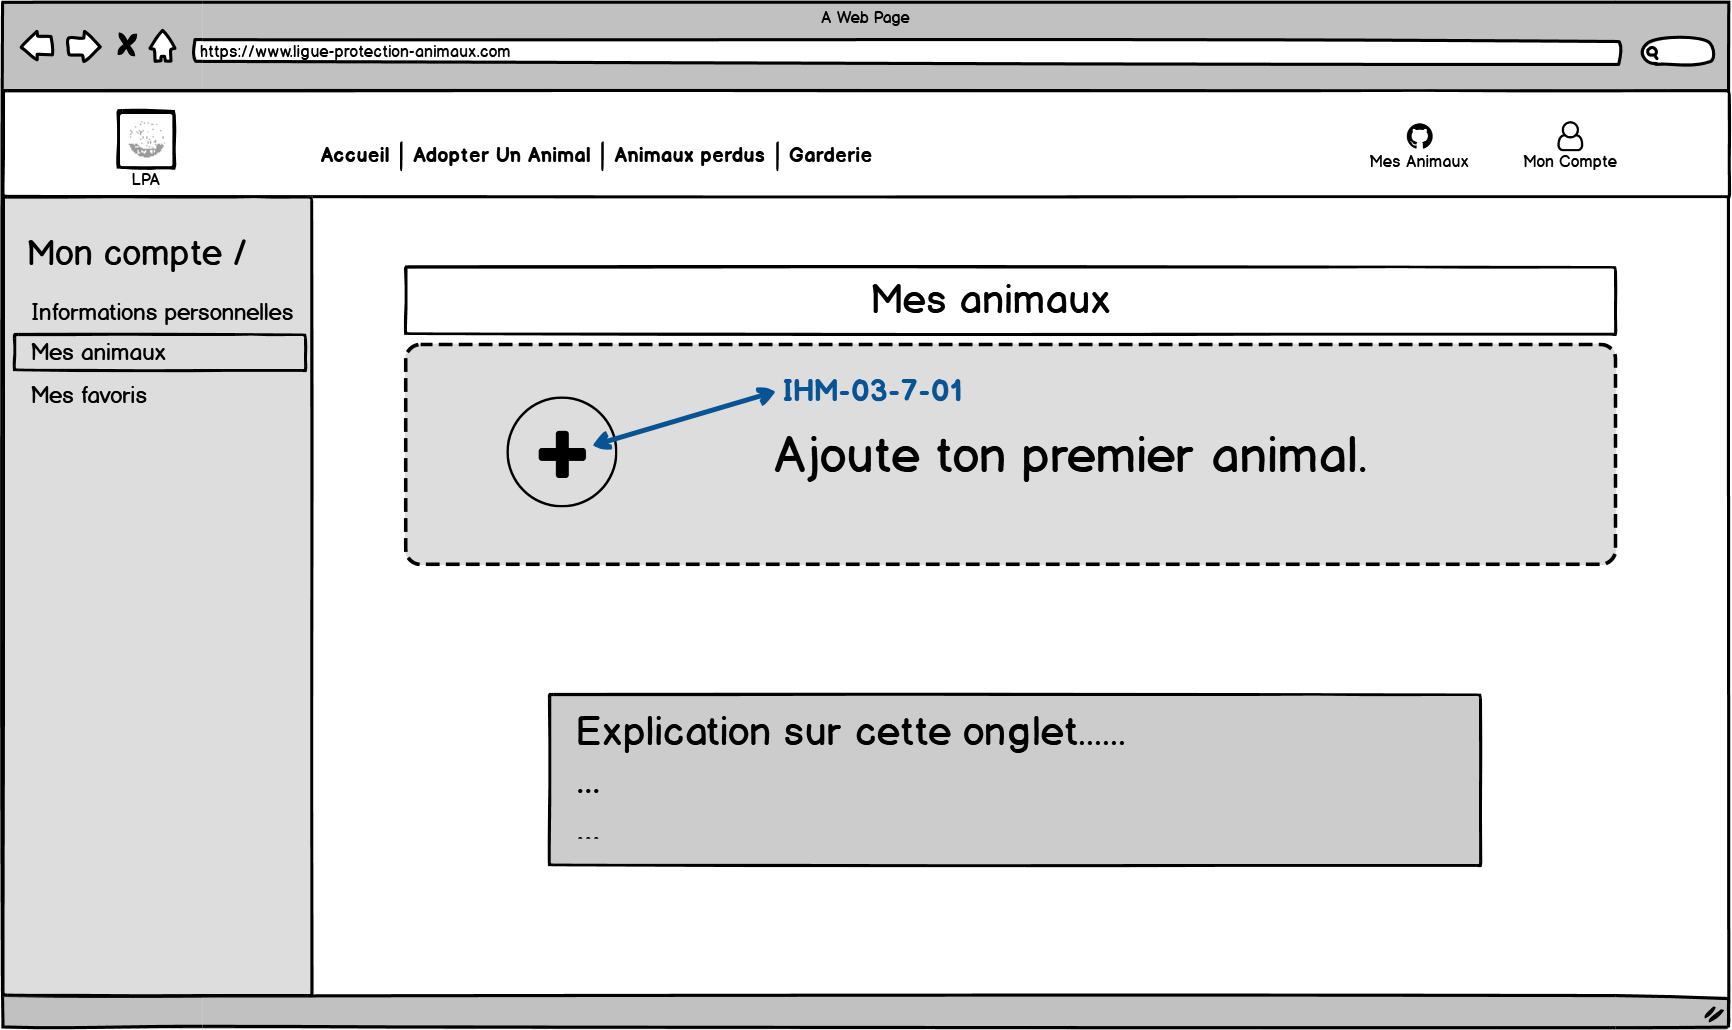 A Web Page
https://www.ligue-protection-animaux.com
LPA
Accueil | Adopter Un Animal | Animaux perdus | Garderie
Mes Animaux
Mon Compte
Mon compte /
Informations personnelles
Mes animaux
Mes favoris
Mes animaux
IHM-03-7-01
Ajoute ton premier animal.
Explication sur cette onglet......
...
...